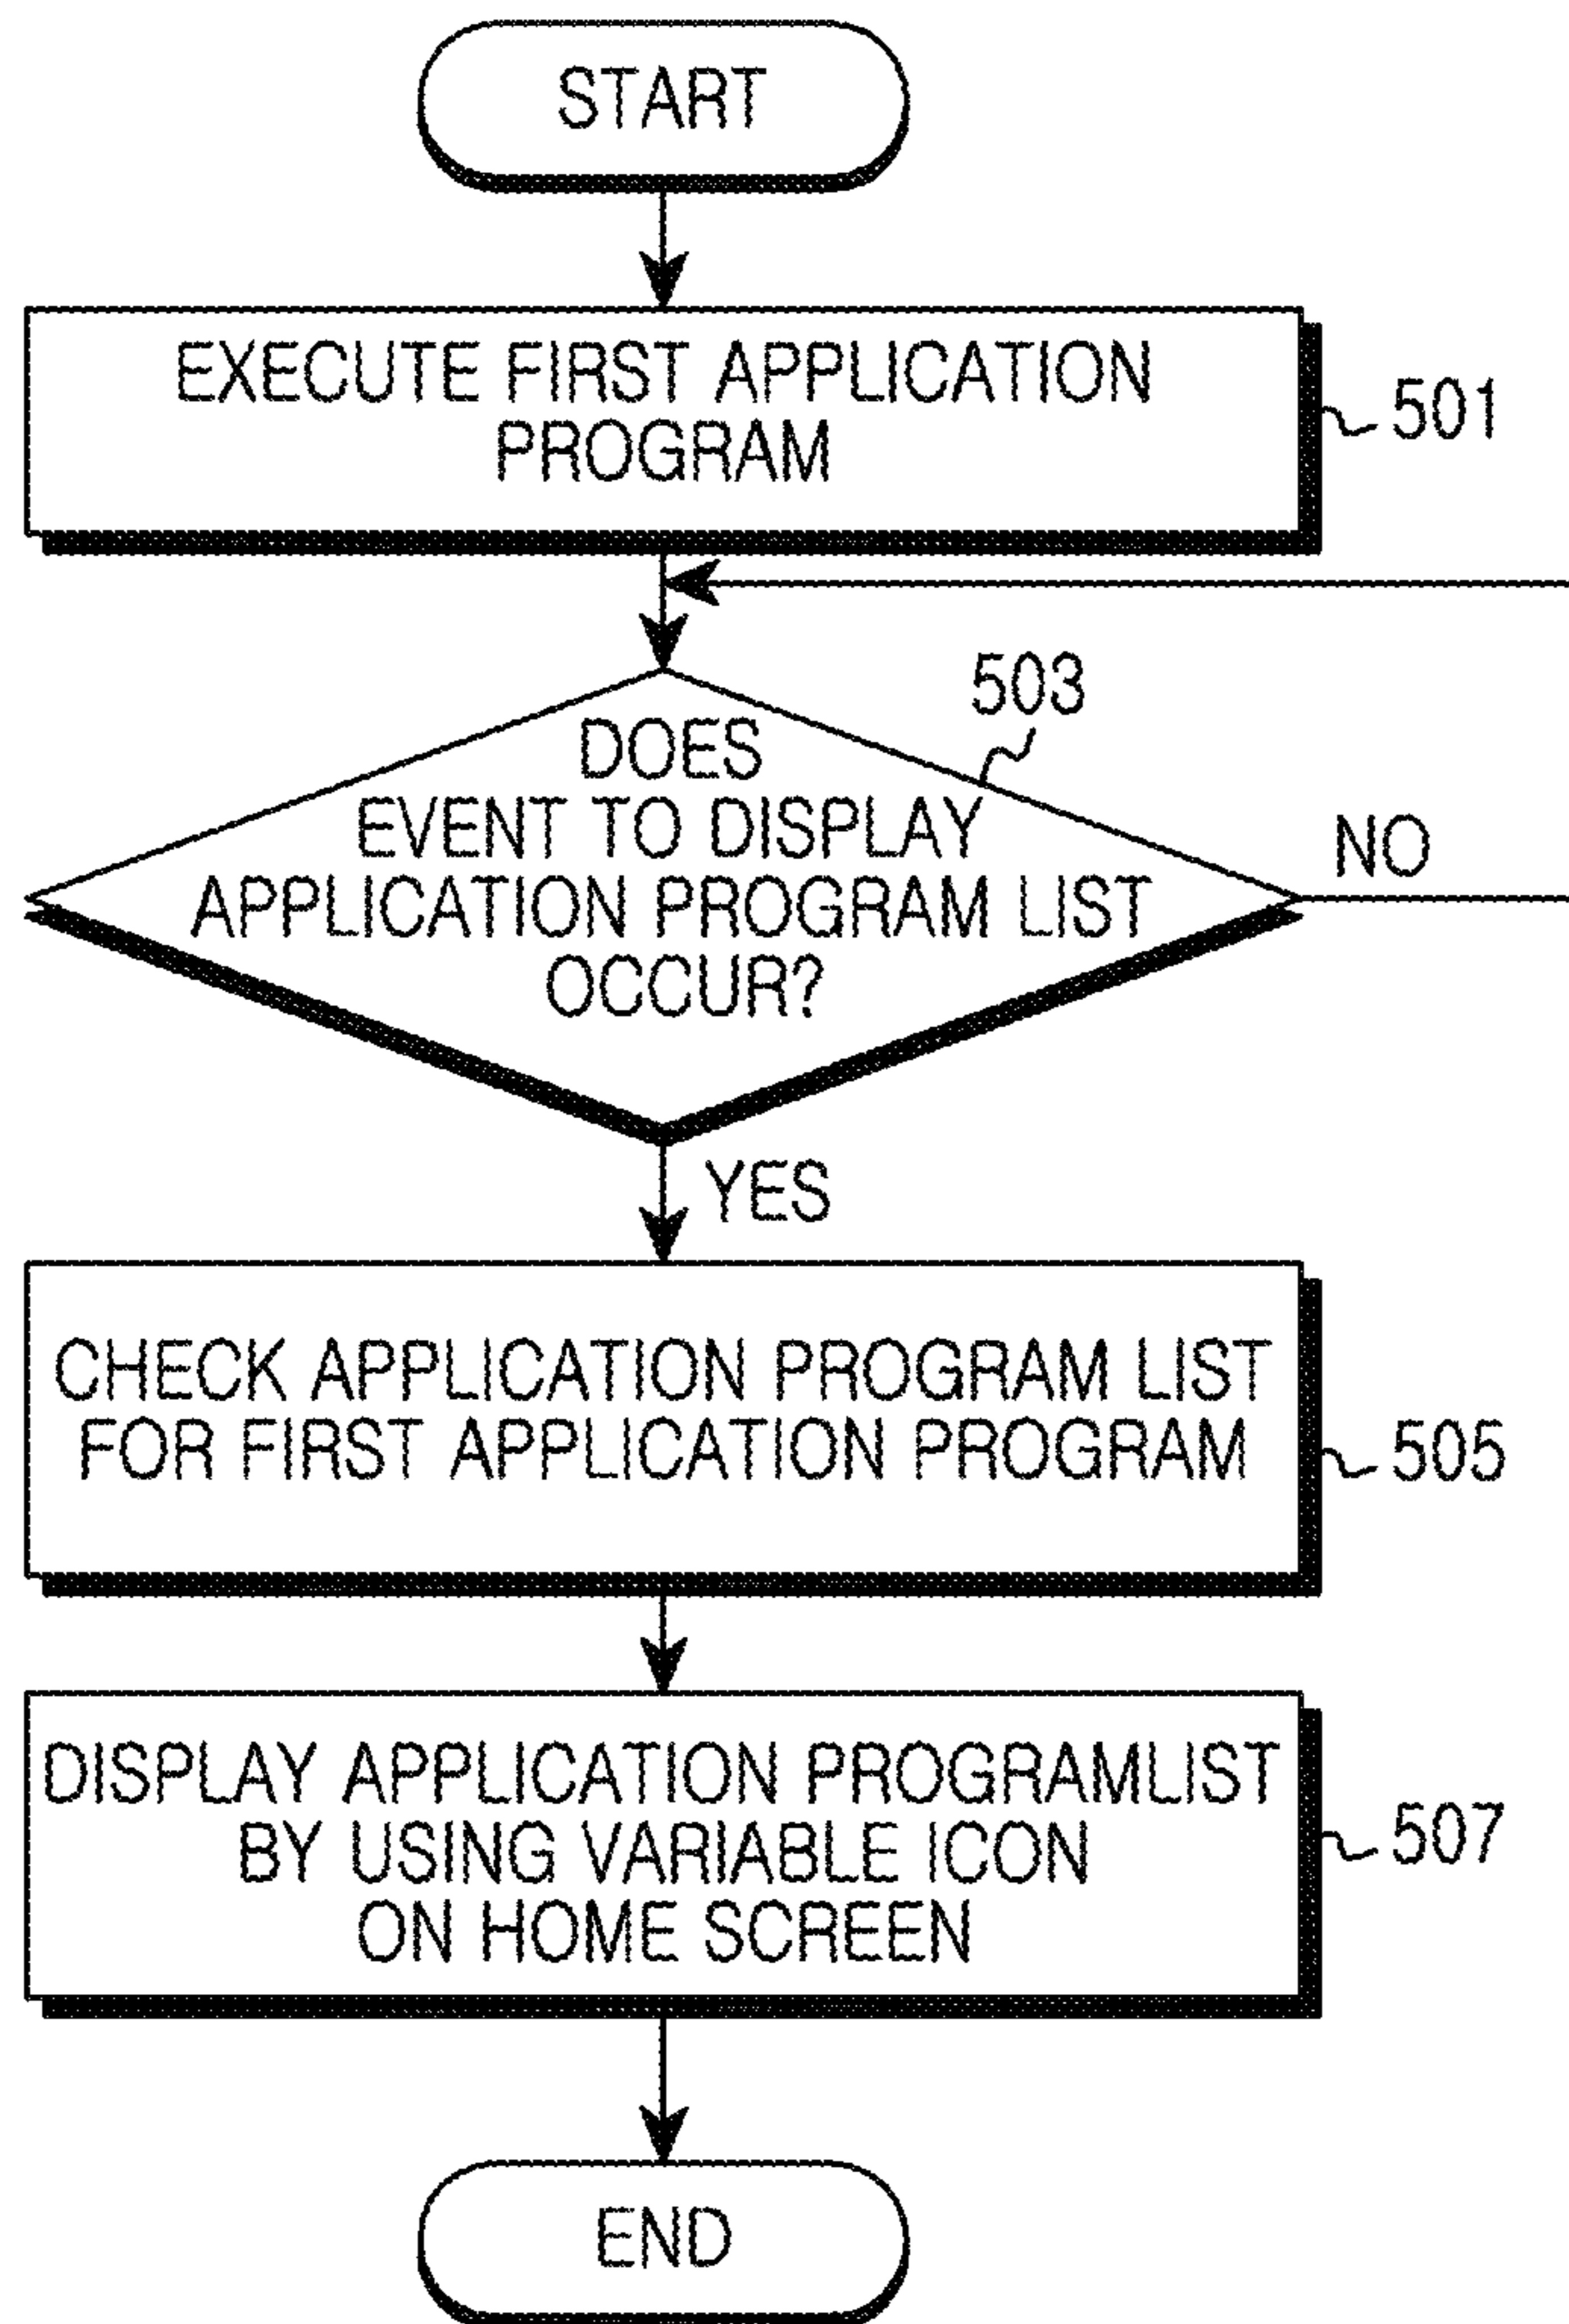 START
EXECUTE FIRST APPLICATION
PROGRAM
501
503
DOES
EVENT TO DISPLAY
APPLICATION PROGRAM LIST
OCCUR?
NO
YES
CHECK APPLICATION PROGRAM LIST
FOR FIRST APPLICATION PROGRAM
505
DISPLAY APPLICATION PROGRAMLIST
BY USING VARIABLE ICON
ON HOME SCREEN
507
END